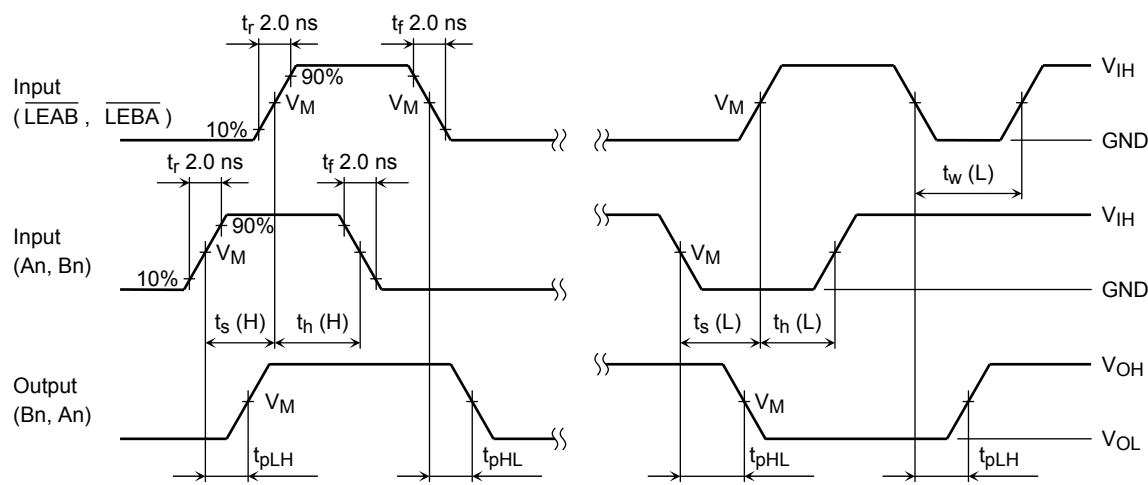 tr 2.0 ns
tf 2.0 ns
Input
(LEAB, LEBA)
10%
90%
VM
VM
VM
VIH
GND
tw (L)
tr 2.0 ns
tf 2.0 ns
Input
(An, Bn)
10%
90%
VM
VM
VIH
GND
ts (H)
th (H)
ts (L)
th (L)
Output
(Bn, An)
VM
VM
VOH
VOL
tpLH
tpHL
tpHL
tpLH